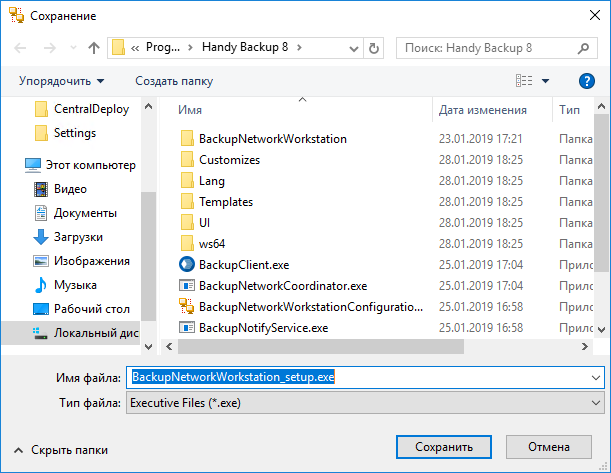 Сохранение
« Prog... > Handy Backup 8 >
Поиск: Handy Backup 8
Упорядочить
Создать папку
?
CentralDeploy
Settings
Этот компьютер
Видео
Документы
Загрузки
Изображения
Музыка
Рабочий стол
Локальный дис
Имя
Дата изменения
Тип
BackupNetworkWorkstation 23.01.2019 17:21 Папка
Customizes 28.01.2019 18:25 Папка
Lang 28.01.2019 18:25 Папка
Templates 28.01.2019 18:25 Папка
UI 28.01.2019 18:25 Папка
ws64 28.01.2019 18:25 Папка
BackupClient.exe 25.01.2019 17:04 Прило
BackupNetworkCoordinator.exe 25.01.2019 17:04 Прило
BackupNetworkWorkstationConfiguratio... 25.01.2019 16:58 Прило
BackupNotifyService.exe 25.01.2019 16:58 Прило
Имя файла: BackupNetworkWorkstation_setup.exe
Тип файла: Executive Files (*.exe)
Скрыть папки
Сохранить
Отмена